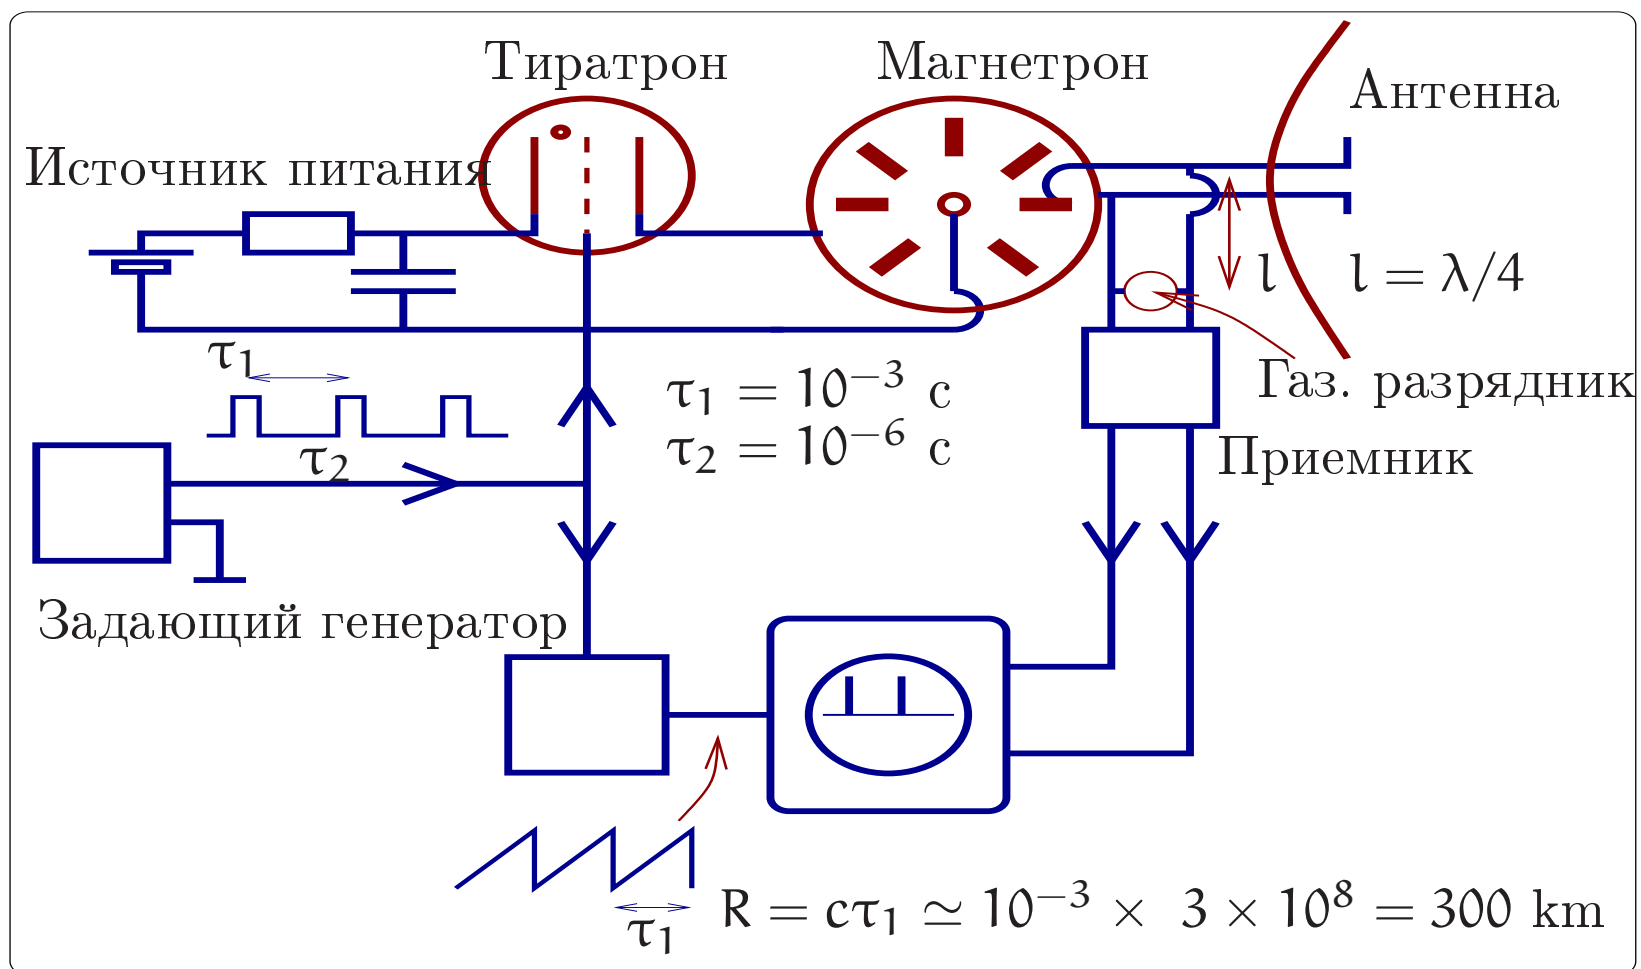 Тиратрон
Магнетрон
Антенна
Источник питания
l
l = λ/4
τ₁
τ₁ = 10⁻³ с
Газ. разрядник
τ₂ = 10⁻⁶ с
τ₂
Приемник
Задающий генератор
R = cτ₁ ≃ 10⁻³ × 3 × 10⁸ = 300 km
τ₁